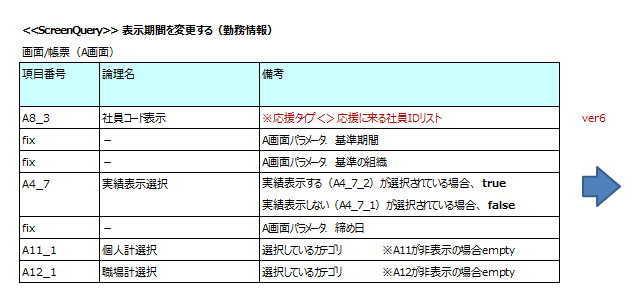 <<ScreenQuery>> 表示期間を変更する（勤務情報）
画面/帳票（A画面）
項目番号 論理名 備考
A8_3 社員コード表示 ※応援タイプ<>応援に来る社員IDリスト ver6
fix － A画面パラメータ. 基準期間
fix － A画面パラメータ. 基準の組織
A4_7 実績表示選択 実績表示する（A4_7_2）が選択されている場合、true
実績表示しない（A4_7_1）が選択されている場合、false
fix － A画面パラメータ. 締め日
A11_1 個人計選択 選択しているカテゴリ ※A11が非表示の場合empty
A12_1 職場計選択 選択しているカテゴリ ※A12が非表示の場合empty